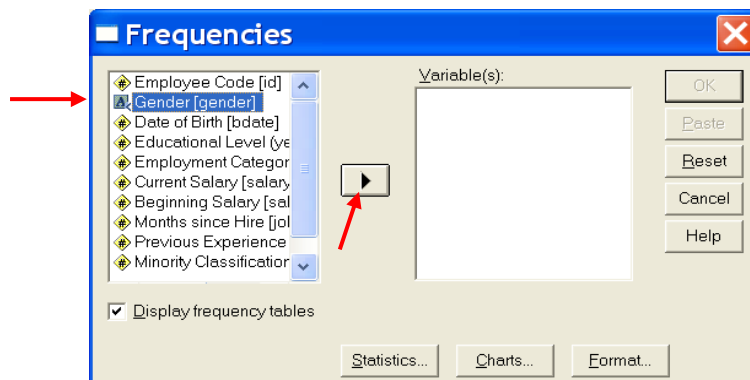 Frequencies
Employee Code [id]
Gender [gender]
Date of Birth [bdate]
Educational Level (ye
Employment Categor
Current Salary [salary
Beginning Salary [sal
Months since Hire [jol
Previous Experience
Minority Classification
Display frequency tables
Variable(s):
OK
Paste
Reset
Cancel
Help
Statistics...
Charts...
Format...